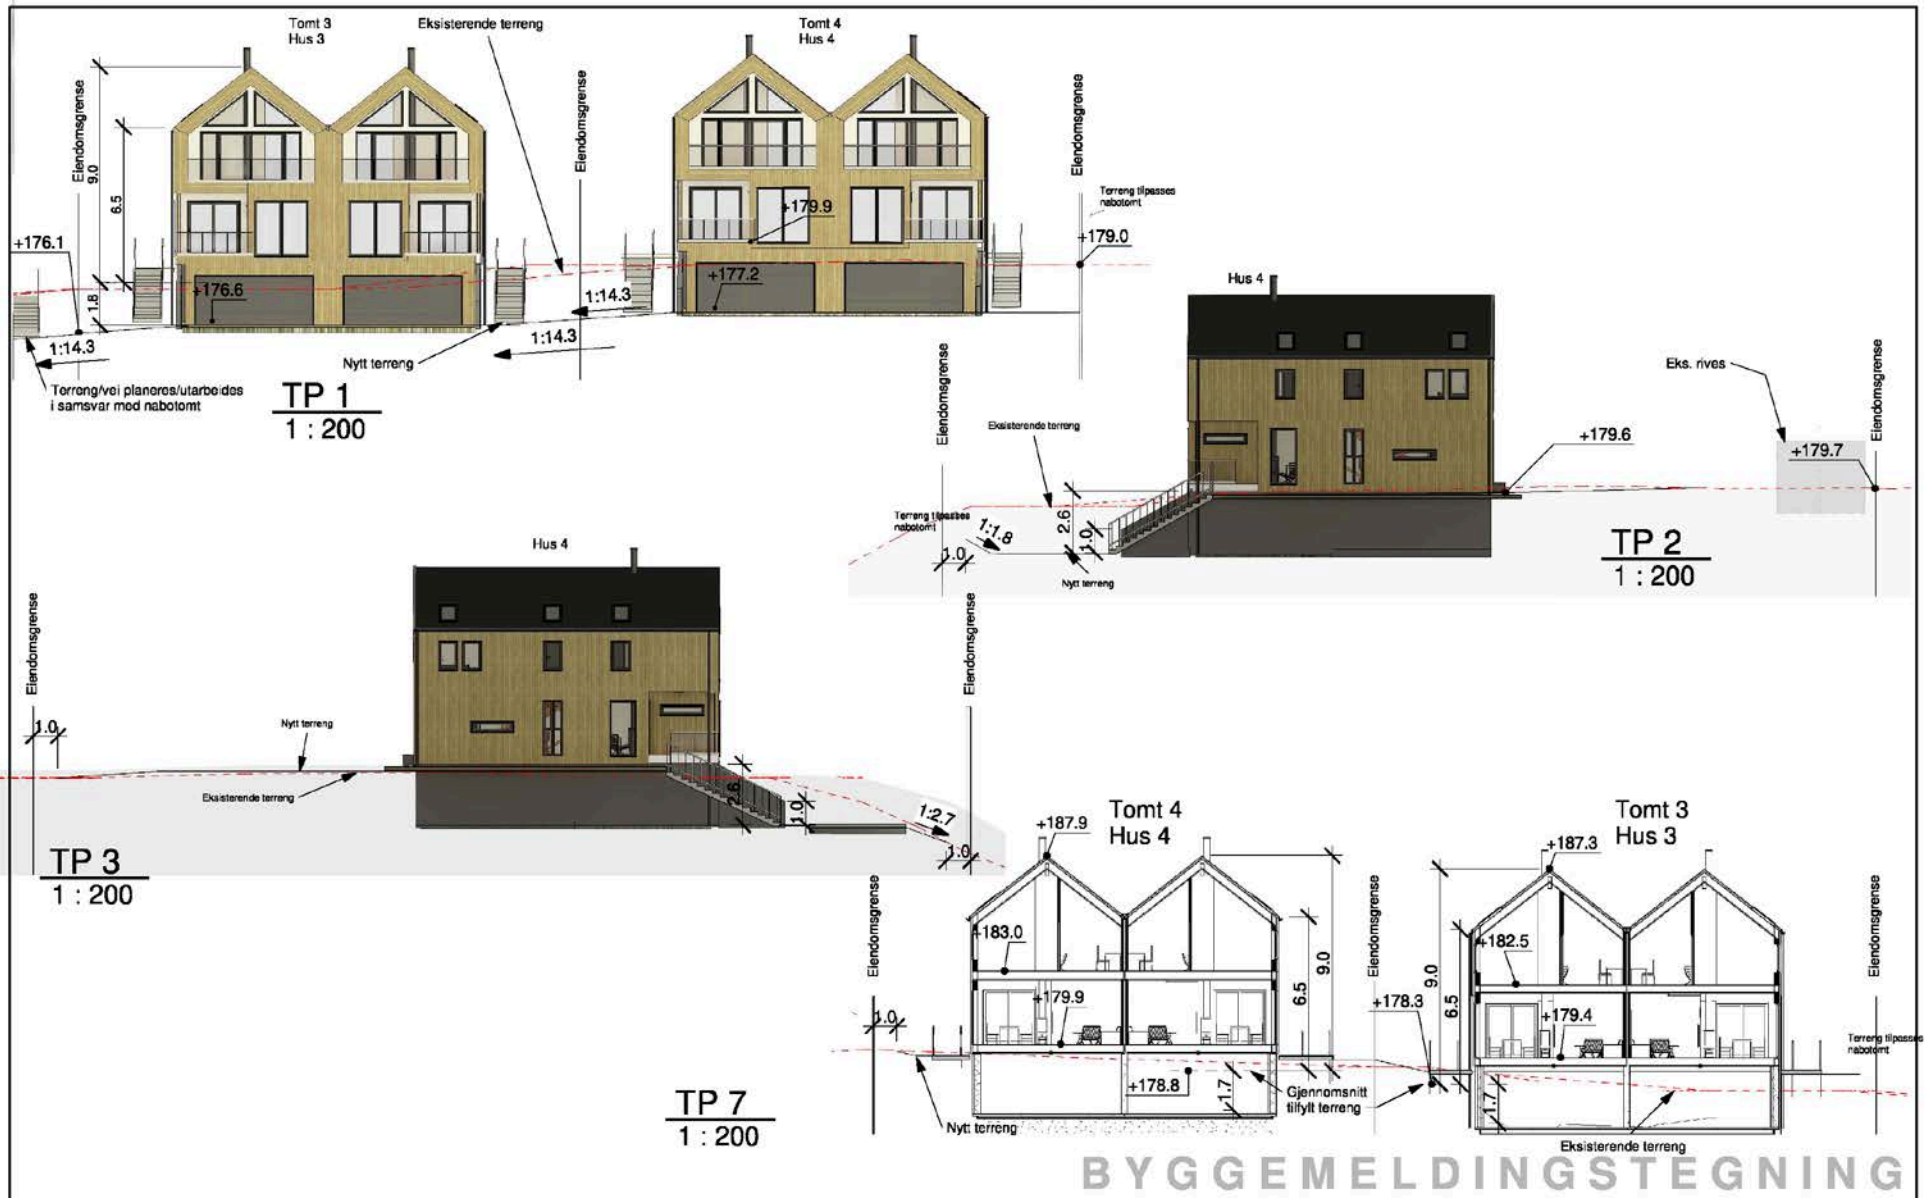 Tomt 3
Hus 3
Eksisterende terreng
Tomt 4
Hus 4
Eiendomsgrense
9.0
6.5
1.8
+176.1
+176.6
1:14.3
Terreng/vei planeres/utarbeides
i samsvar med nabotomt
Nytt terreng
1:14.3
1:14.3
Eiendomsgrense
+179.9
+177.2
Eiendomsgrense
Terreng tilpasses
nabotomt
+179.0
TP 1
1 : 200
Hus 4
Eiendomsgrense
Eksisterende terreng
Terreng tilpasses
nabotomt
1:1.8
1.0
2.6
1.0
Nytt terreng
+179.6
Eks. rives
+179.7
Eiendomsgrense
TP 2
1 : 200
Hus 4
Eiendomsgrense
1.0
Nytt terreng
Eksisterende terreng
2.6
1.0
1:2.7
1.0
Eiendomsgrense
TP 3
1 : 200
Tomt 4
Hus 4
+187.9
+183.0
+179.9
+178.8
1.7
6.5
9.0
Eiendomsgrense
1.0
Nytt terreng
Gjennomsnitt
tilfylt terreng
Eiendomsgrense
+178.3
Tomt 3
Hus 3
+187.3
9.0
6.5
+182.5
+179.4
1.7
Eksisterende terreng
Eiendomsgrense
Terreng tilpasses
nabotomt
TP 7
1 : 200
BYGGEMELDINGSTEGNING